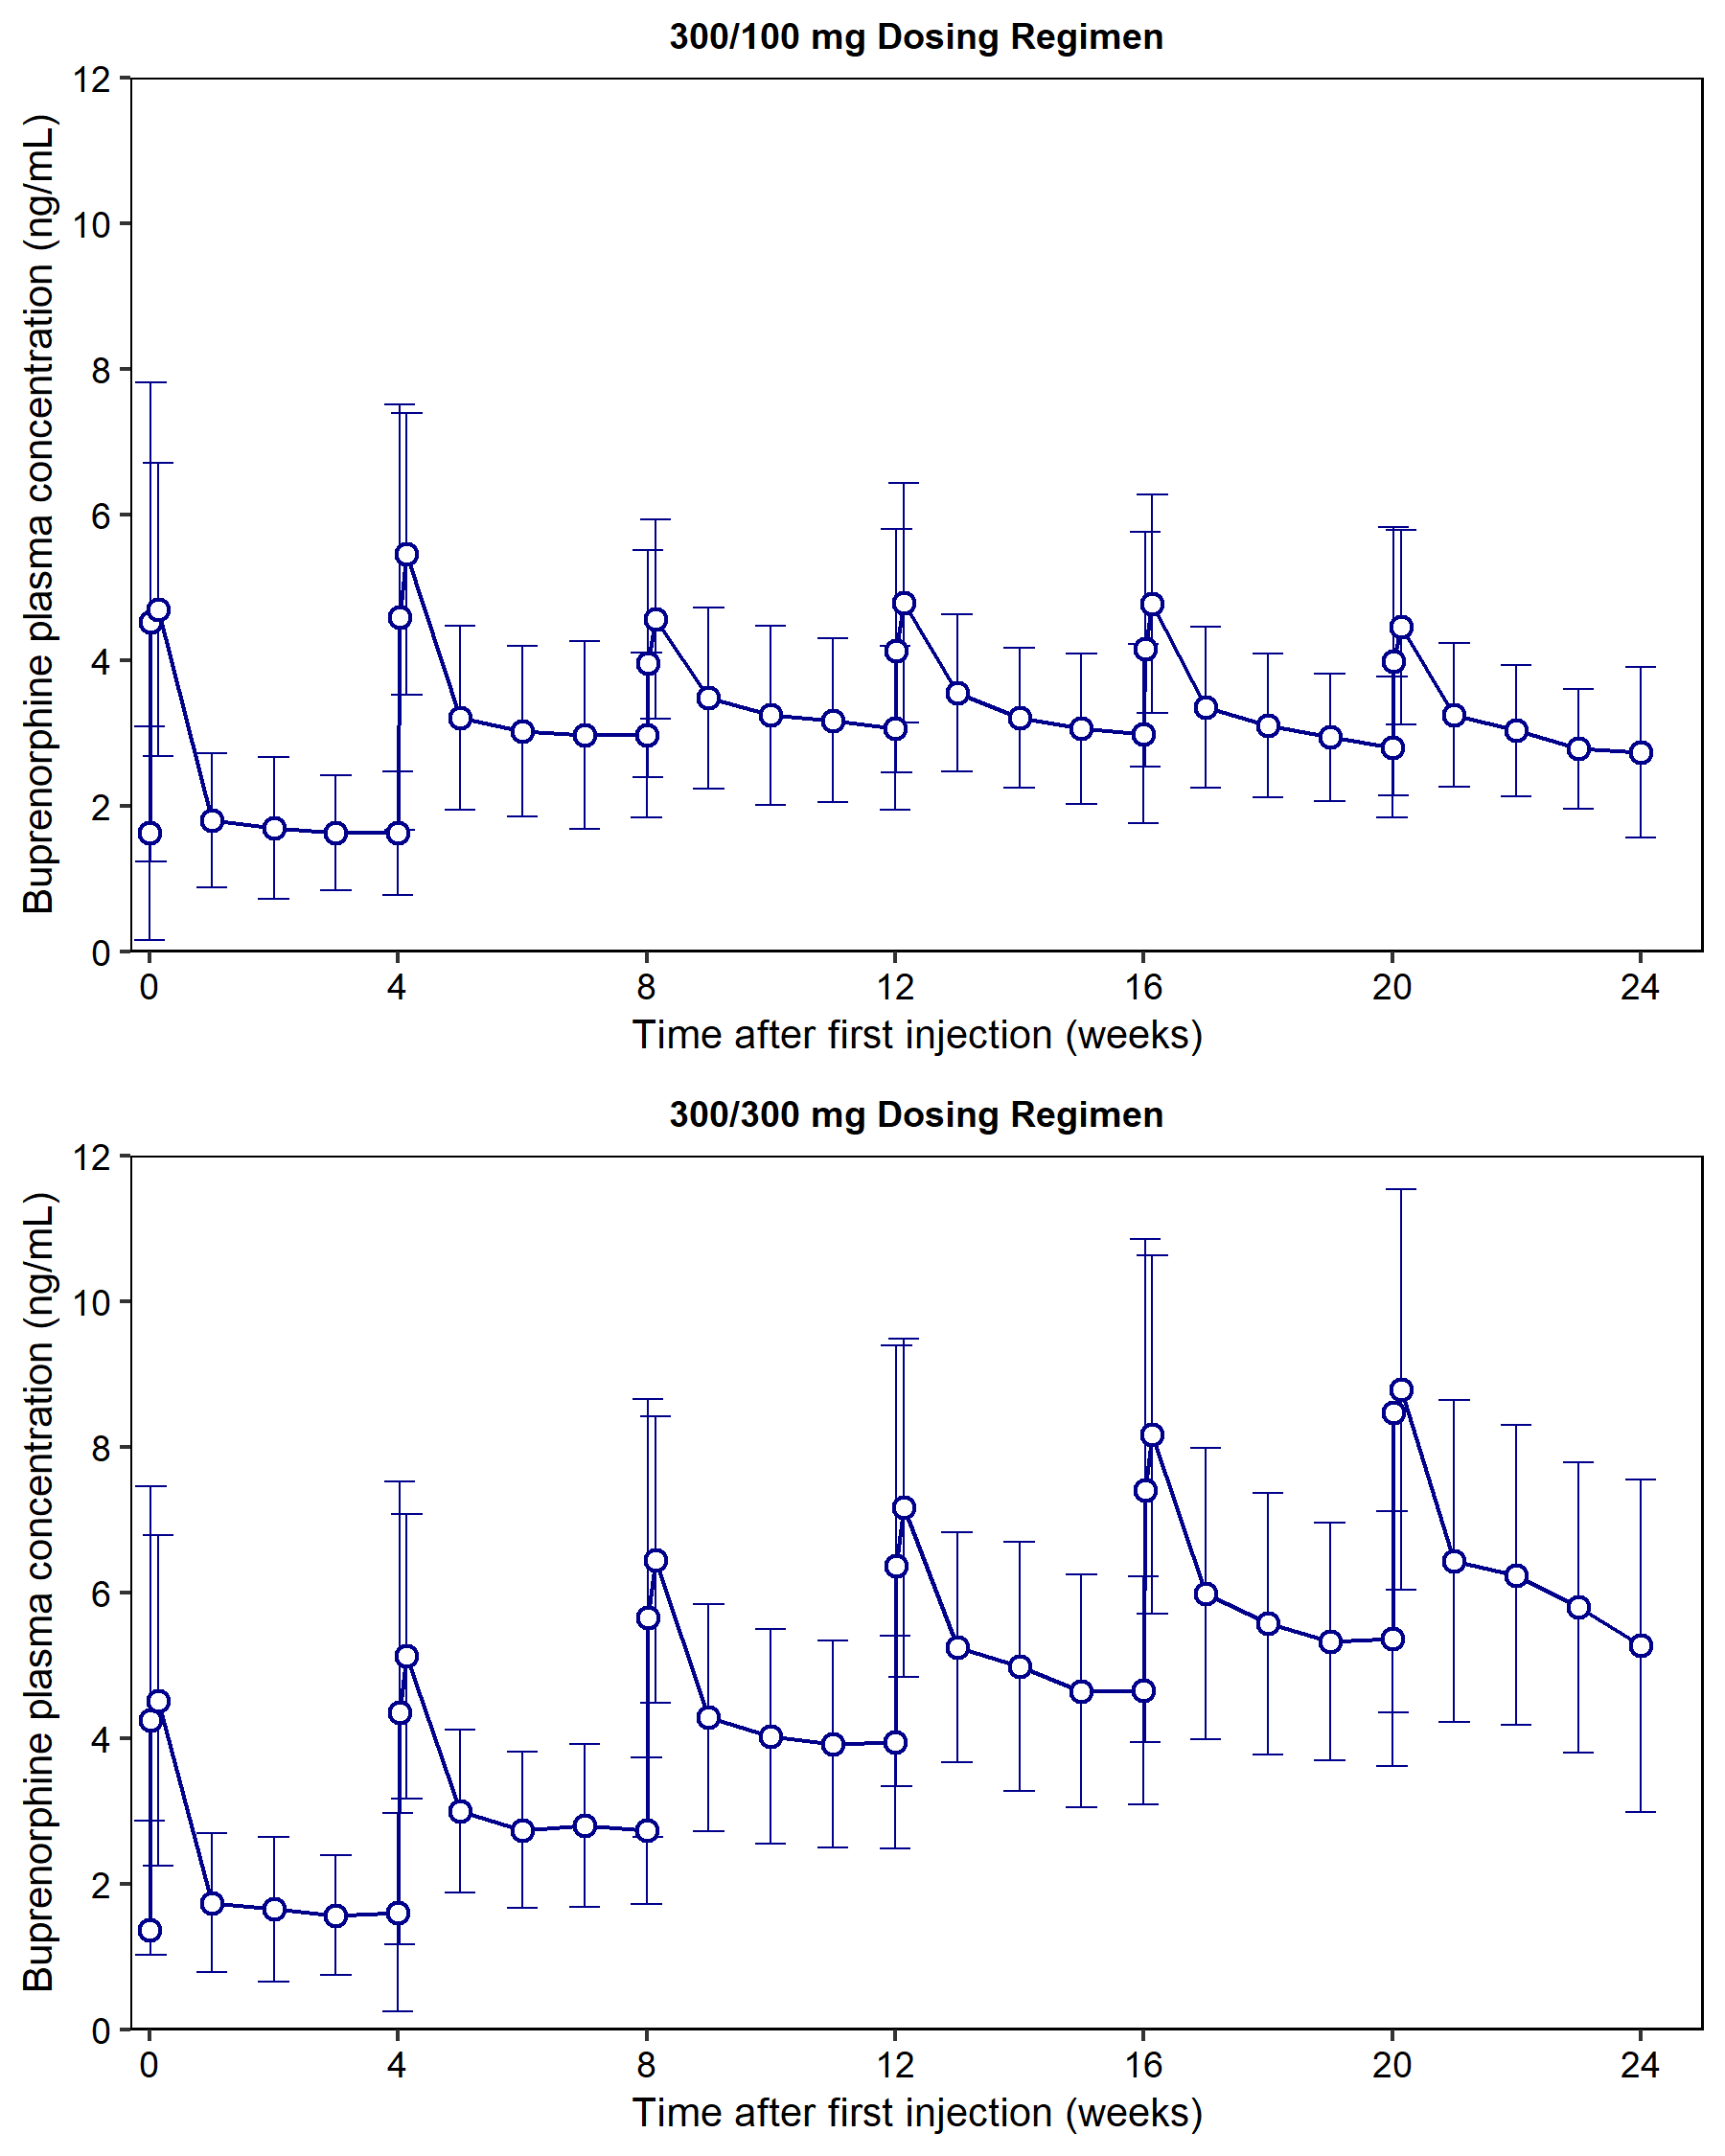 300/100 mg Dosing Regimen
Buprenorphine plasma concentration (ng/mL)
12
10
8
6
4
2
0
0 4 8 12 16 20 24
Time after first injection (weeks)
300/300 mg Dosing Regimen
Buprenorphine plasma concentration (ng/mL)
12
10
8
6
4
2
0
0 4 8 12 16 20 24
Time after first injection (weeks)